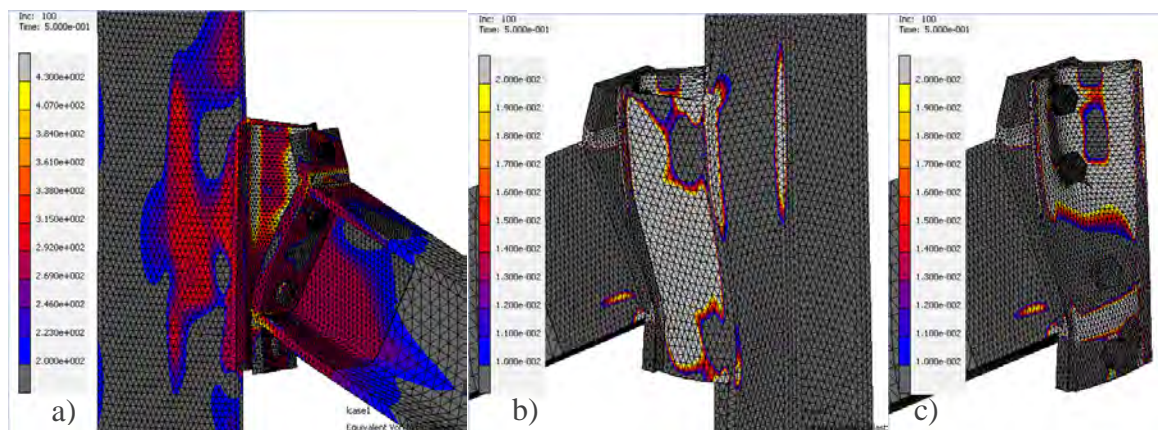 Inc: 100
Time: 5.000e-001
4.300e+002
4.070e+002
3.840e+002
3.610e+002
3.380e+002
3.150e+002
2.920e+002
2.690e+002
2.460e+002
2.230e+002
2.000e+002
a)
lcase1
Equivalent Vo
Inc: 100
Time: 5.000e-001
2.000e-002
1.900e-002
1.800e-002
1.700e-002
1.600e-002
1.500e-002
1.400e-002
1.300e-002
1.200e-002
1.100e-002
1.000e-002
b)
Inc: 100
Time: 5.000e-001
2.000e-002
1.900e-002
1.800e-002
1.700e-002
1.600e-002
1.500e-002
1.400e-002
1.300e-002
1.200e-002
1.100e-002
1.000e-002
c)